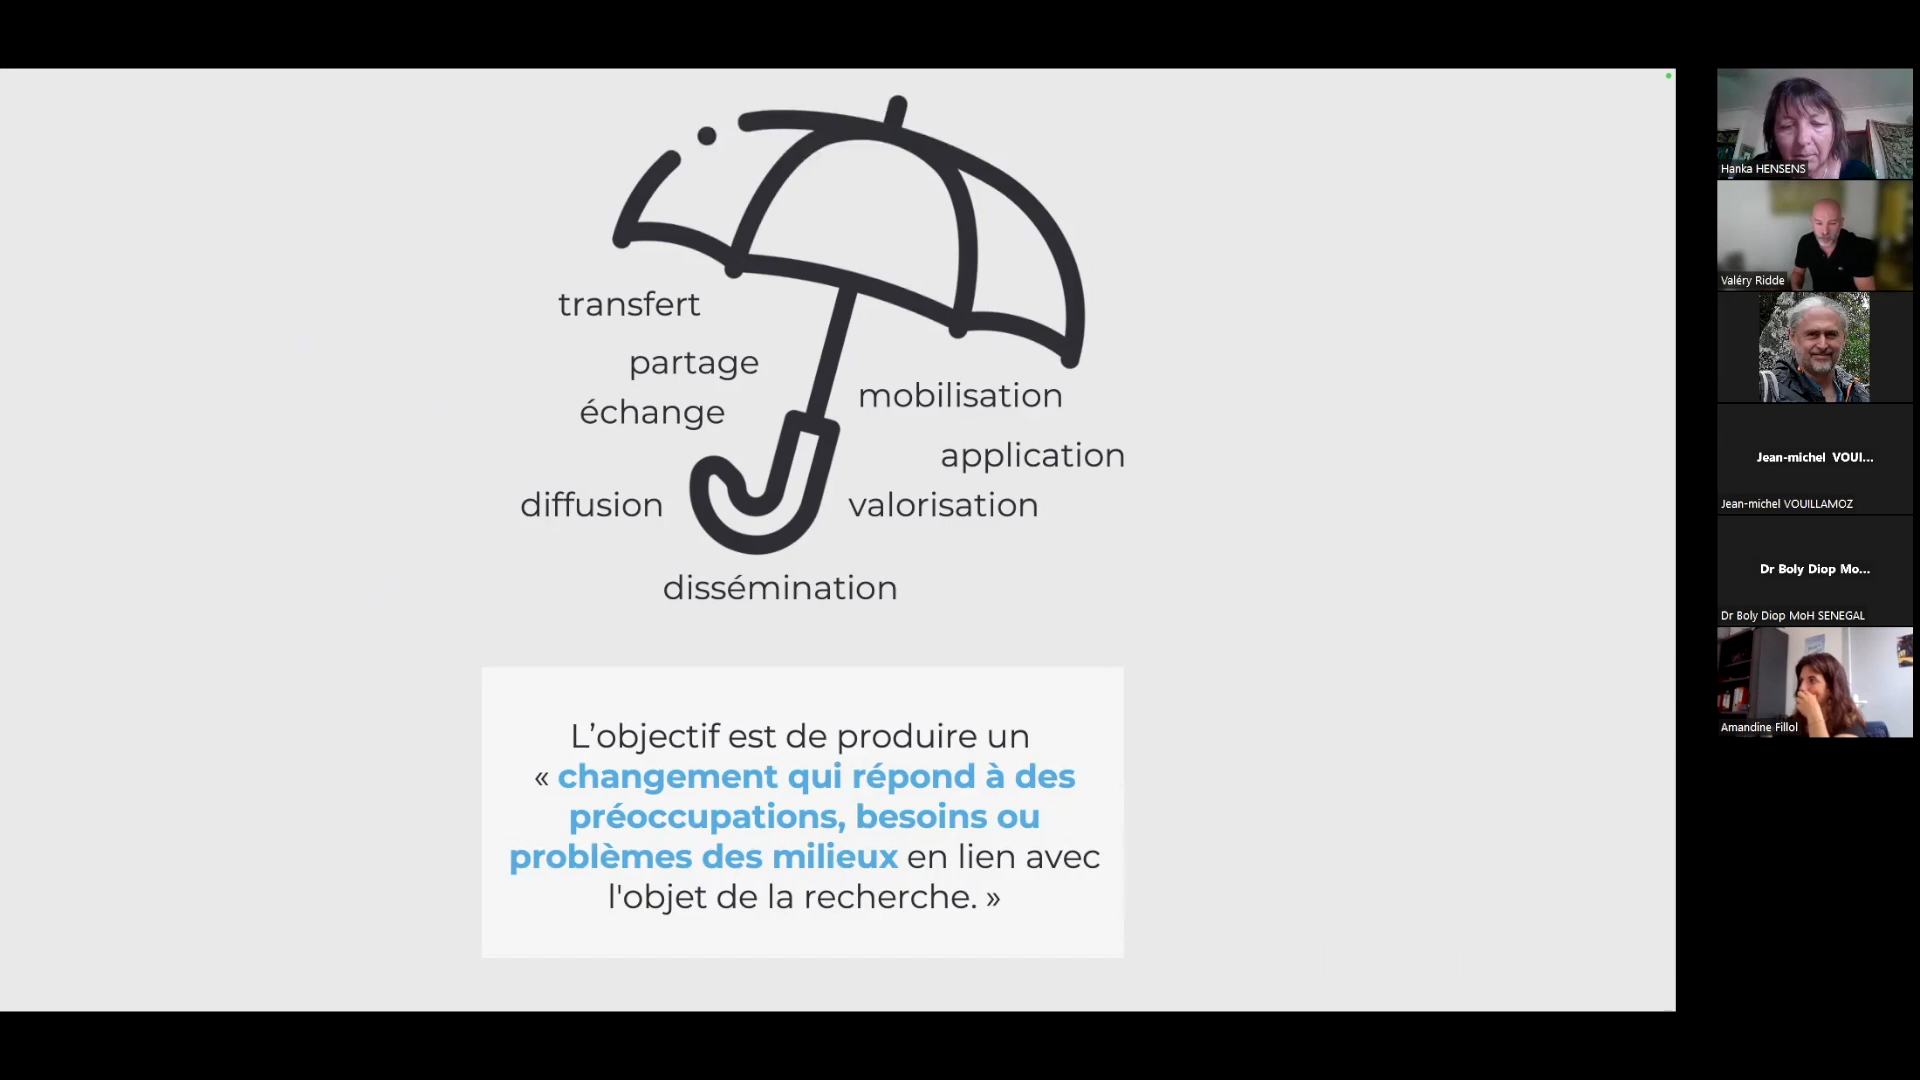 transfert
partage
échange
mobilisation
application
diffusion
valorisation
dissémination
L’objectif est de produire un
« changement qui répond à des
préoccupations, besoins ou
problèmes des milieux en lien avec
l'objet de la recherche. »
Hanka HENSENS
Valéry Ridde
Jean-michel VOUI...
Jean-michel VOUILLAMOZ
Dr Boly Diop Mo...
Dr Boly Diop MoH SENEGAL
Amandine Fillol